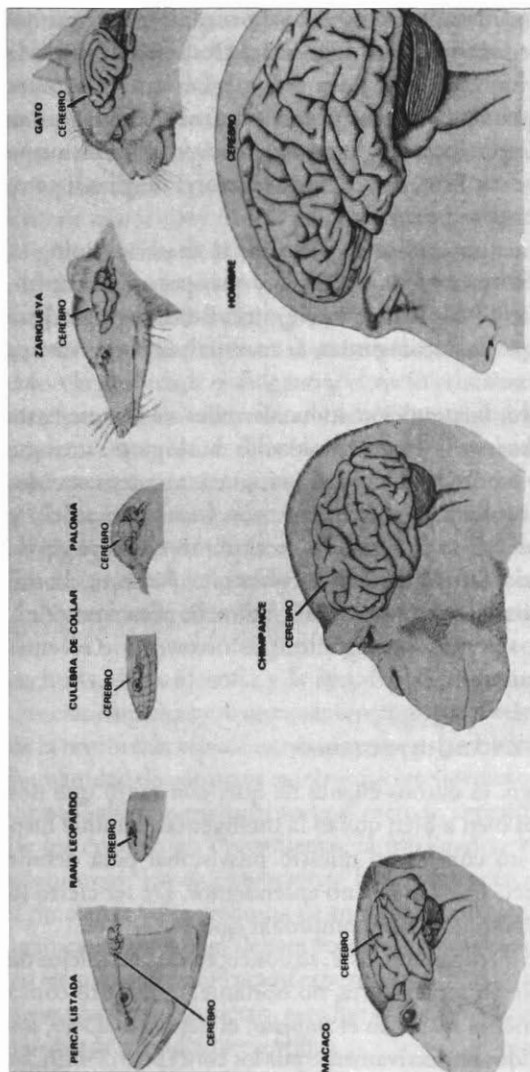 PERCA LISTADA
CEREBRO
RANA LEOPARDO
CEREBRO
CULEBRA DE COLLAR
CEREBRO
PALOMA
CEREBRO
ZARIGUEYA
CEREBRO
GATO
CEREBRO
MACACO
CEREBRO
CHIMPANCE
CEREBRO
HOMBRE
CEREBRO